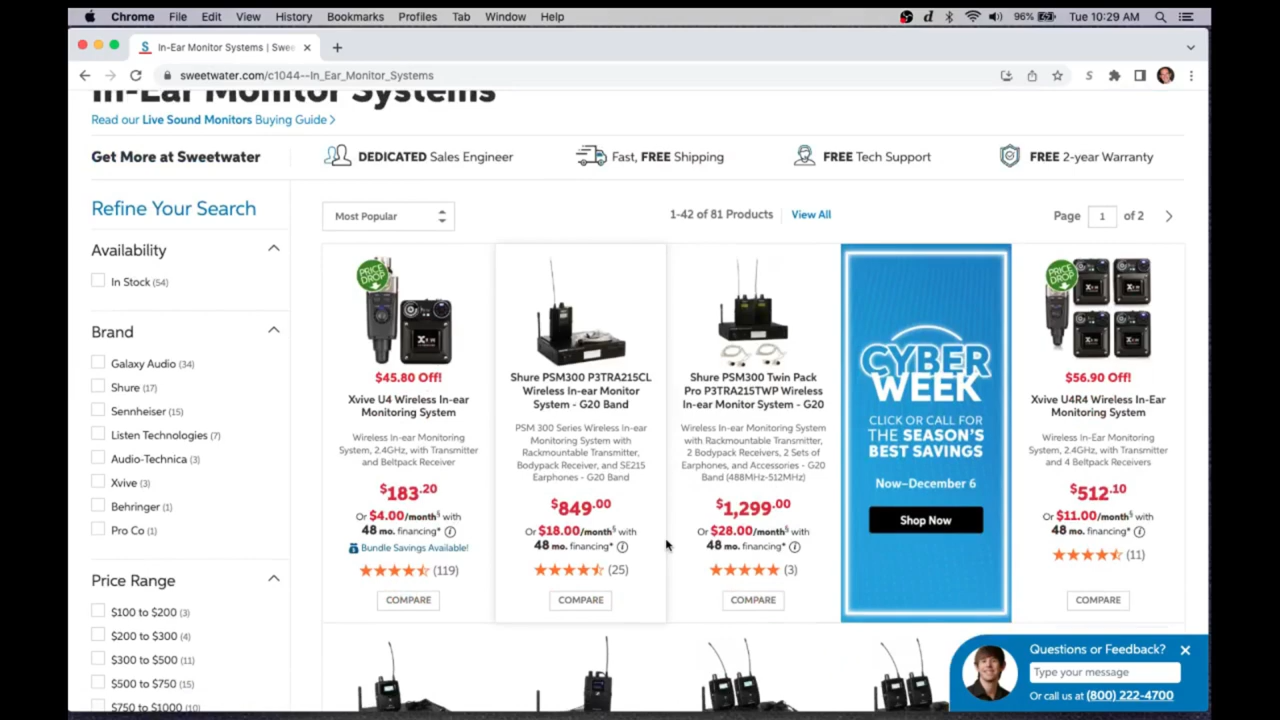 Chrome File Edit View History Bookmarks Profiles Tab Window Help
96% Tue 10:29 AM
In-Ear Monitor Systems | Swee
sweetwater.com/c1044--In_Ear_Monitor_Systems
In-Ear Monitor Systems
Read our Live Sound Monitors Buying Guide >
Get More at Sweetwater
DEDICATED Sales Engineer
Fast, FREE Shipping
FREE Tech Support
FREE 2-year Warranty
Refine Your Search
Availability
In Stock (54)
Brand
Galaxy Audio (34)
Shure (17)
Sennheiser (15)
Listen Technologies (7)
Audio-Technica (3)
Xvive (3)
Behringer (1)
Pro Co (1)
Price Range
$100 to $200 (3)
$200 to $300 (4)
$300 to $500 (11)
$500 to $750 (15)
$750 to $1000 (10)
Most Popular
1-42 of 81 Products
View All
Page 1 of 2
PRICE
DROP
$45.80 Off!
Xvive U4 Wireless In-ear
Monitoring System
Wireless In-ear Monitoring
System, 2.4GHz, with Transmitter
and Beltpack Receiver
$183.20
Or $4.00/month§ with
48 mo. financing*
Bundle Savings Available!
(119)
COMPARE
Shure PSM300 P3TRA215CL
Wireless In-ear Monitor
System - G20 Band
PSM 300 Series Wireless In-ear
Monitoring System with
Rackmountable Transmitter,
Bodypack Receiver, and SE215
Earphones - G20 Band
$849.00
Or $18.00/month§ with
48 mo. financing*
(25)
COMPARE
Shure PSM300 Twin Pack
Pro P3TRA215TWP Wireless
In-ear Monitor System - G20
Wireless In-ear Monitoring System
with Rackmountable Transmitter,
2 Bodypack Receivers, 2 Sets of
Earphones, and Accessories - G20
Band (488MHz-512MHz)
$1,299.00
Or $28.00/month§ with
48 mo. financing*
(3)
COMPARE
CYBER
WEEK
CLICK OR CALL FOR
THE SEASON'S
BEST SAVINGS
Now–December 6
Shop Now
PRICE
DROP
$56.90 Off!
Xvive U4R4 Wireless In-Ear
Monitoring System
Wireless In-Ear Monitoring
System, 2.4GHz, with Transmitter
and 4 Beltpack Receivers
$512.10
Or $11.00/month§ with
48 mo. financing*
(11)
COMPARE
Questions or Feedback?
Type your message
Or call us at (800) 222-4700